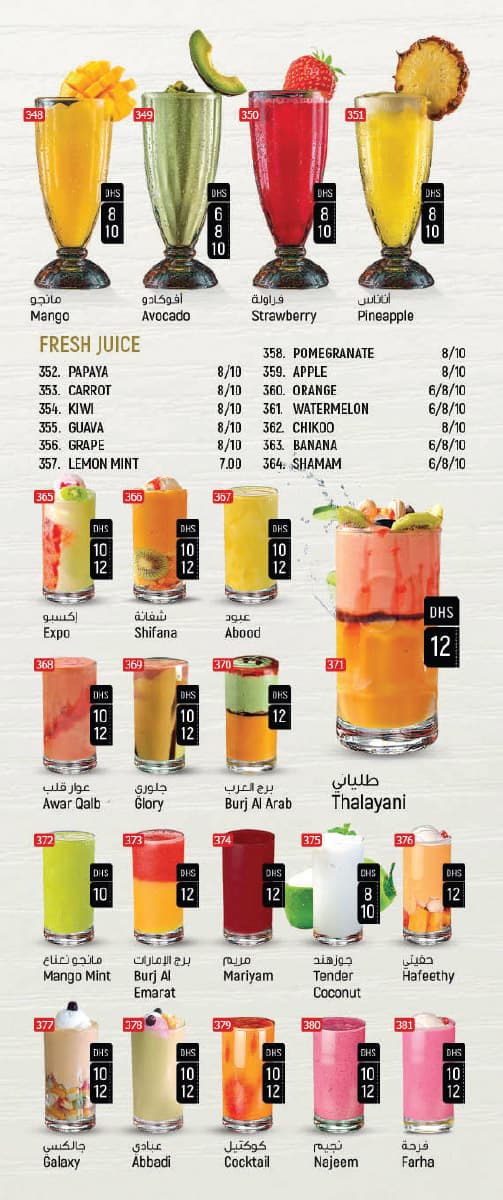 348
349
350
351
DHS
8
10
DHS
6
8
10
DHS
8
10
DHS
8
10
مانجو
Mango
أفوكادو
Avocado
فراولة
Strawberry
أناناس
Pineapple
FRESH JUICE
352. PAPAYA 8/10
353. CARROT 8/10
354. KIWI 8/10
355. GUAVA 8/10
356. GRAPE 8/10
357. LEMON MINT 7.00
358. POMEGRANATE 8/10
359. APPLE 8/10
360. ORANGE 6/8/10
361. WATERMELON 6/8/10
362. CHIKOO 8/10
363. BANANA 6/8/10
364. SHAMAM 6/8/10
365
366
367
DHS
10
12
DHS
10
12
DHS
10
12
إكسبو
Expo
شفانة
Shifana
عبود
Abood
368
369
370
DHS
10
12
DHS
10
12
DHS
12
عوار قلب
Awar Qalb
جلوري
Glory
برج العرب
Burj Al Arab
371
DHS
12
طلياني
Thalayani
372
373
374
375
376
DHS
10
DHS
12
DHS
12
DHS
8
10
DHS
12
مانجو نعناع
Mango Mint
برج الإمارات
Burj Al
Emarat
مريم
Mariyam
جوزهند
Tender
Coconut
حفيتي
Hafeethy
377
378
379
380
381
DHS
10
12
DHS
10
12
DHS
10
12
DHS
10
12
DHS
10
12
جالكسي
Galaxy
عبادي
Abbadi
كوكتيل
Cocktail
نجيم
Najeem
فرحة
Farha